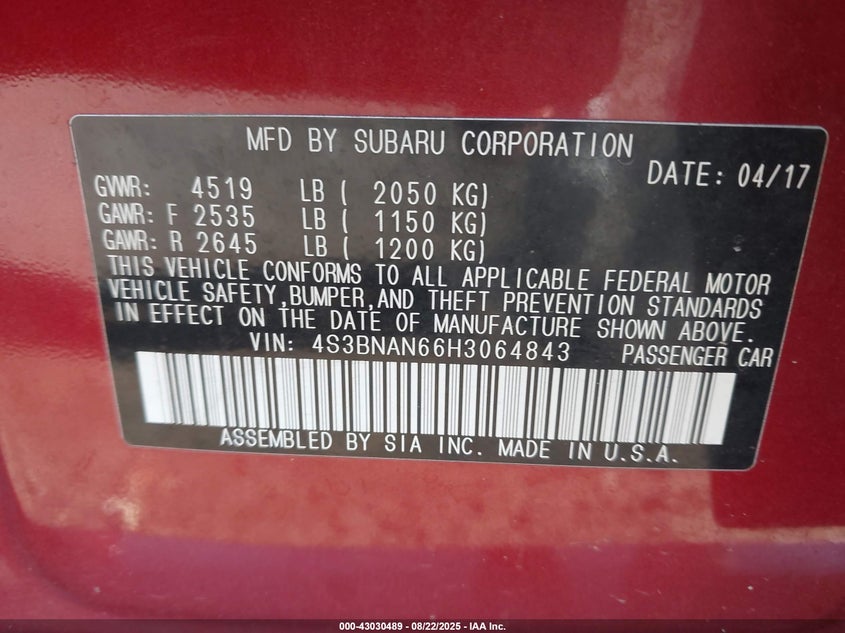 MFD BY SUBARU CORPORATION
DATE: 04/17
GVWR: 4519 LB ( 2050 KG)
GAWR: F 2535 LB ( 1150 KG)
GAWR: R 2645 LB ( 1200 KG)
THIS VEHICLE CONFORMS TO ALL APPLICABLE FEDERAL MOTOR
VEHICLE SAFETY,BUMPER,AND THEFT PREVENTION STANDARDS
IN EFFECT ON THE DATE OF MANUFACTURE SHOWN ABOVE.
VIN: 4S3BNAN66H3064843 PASSENGER CAR
ASSEMBLED BY SIA INC. MADE IN U.S.A.
000-43030489 - 08/22/2025 - IAA Inc.